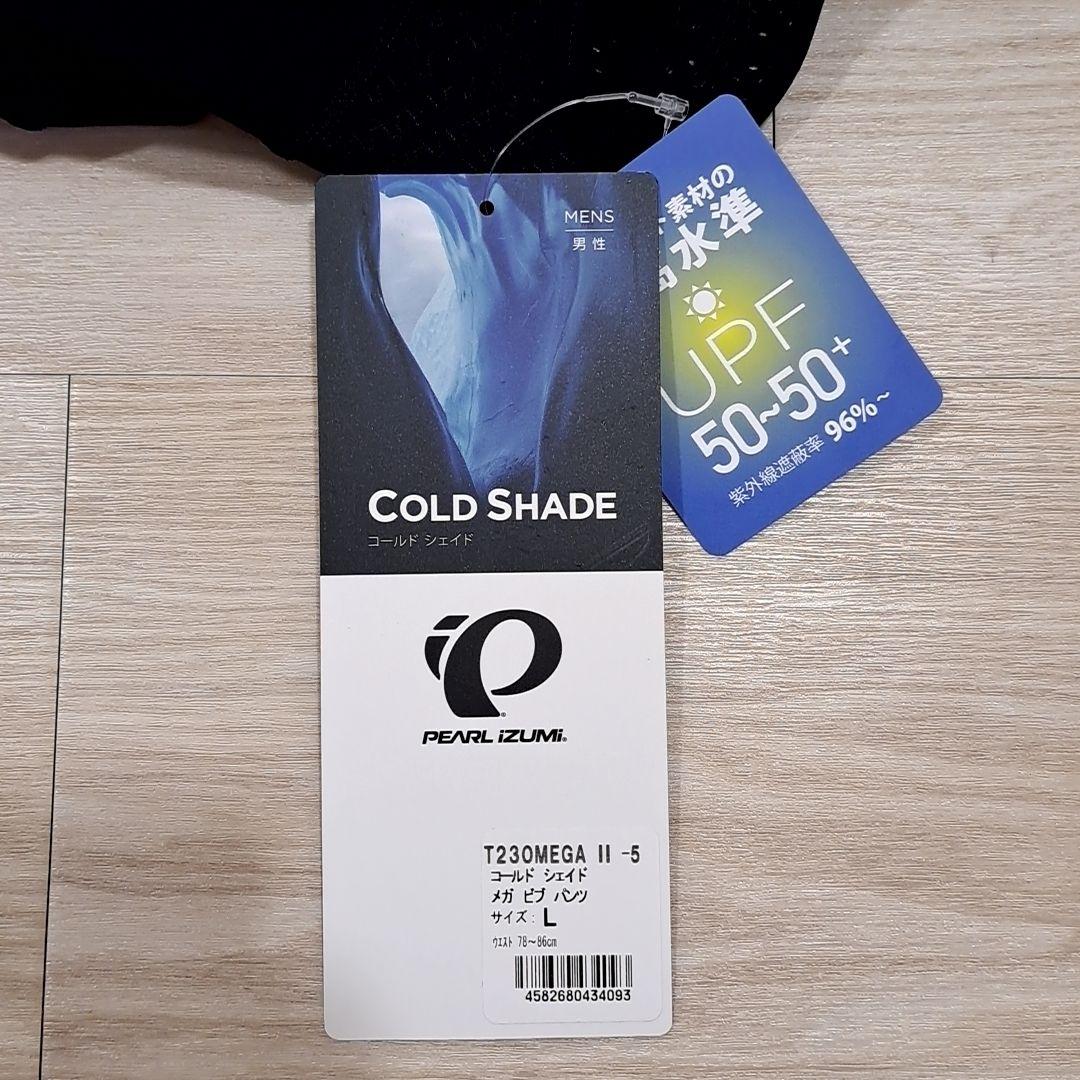 MENS
男性
COLD SHADE
コールド シェイド
PEARL iZUMi®
T230MEGA II -5
コールド シェイド
メガ ビブ パンツ
サイズ: L
ウエスト 78～86cm
4582680434093
素材の
水準
UPF
50~50+
紫外線遮蔽率 96%~